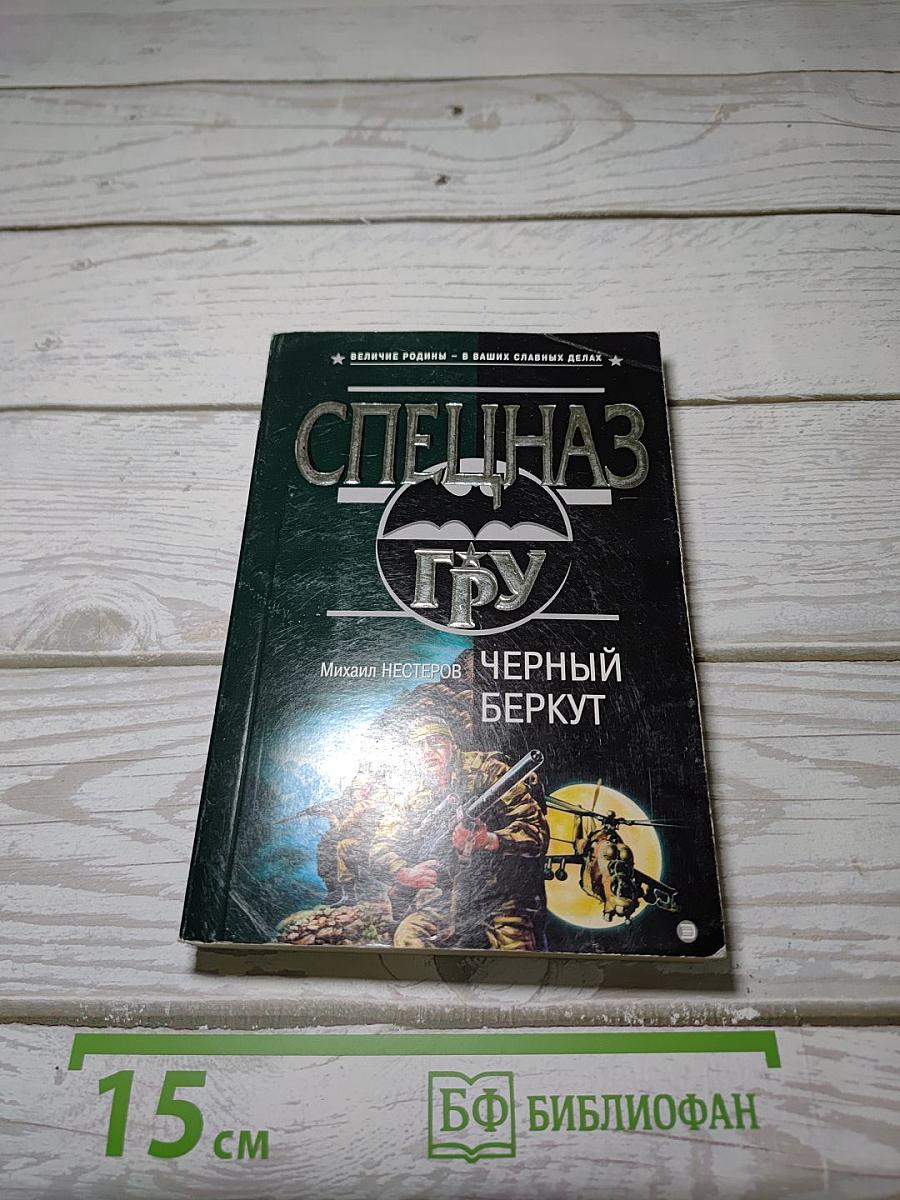 ВЕЛИЧИЕ РОДИНЫ – В ВАШИХ СЛАВНЫХ ДЕЛАХ
СПЕЦНАЗ
ГРУ
Михаил НЕСТЕРОВ
ЧЕРНЫЙ
БЕРКУТ
15 см
БФ БИБЛИОФАН